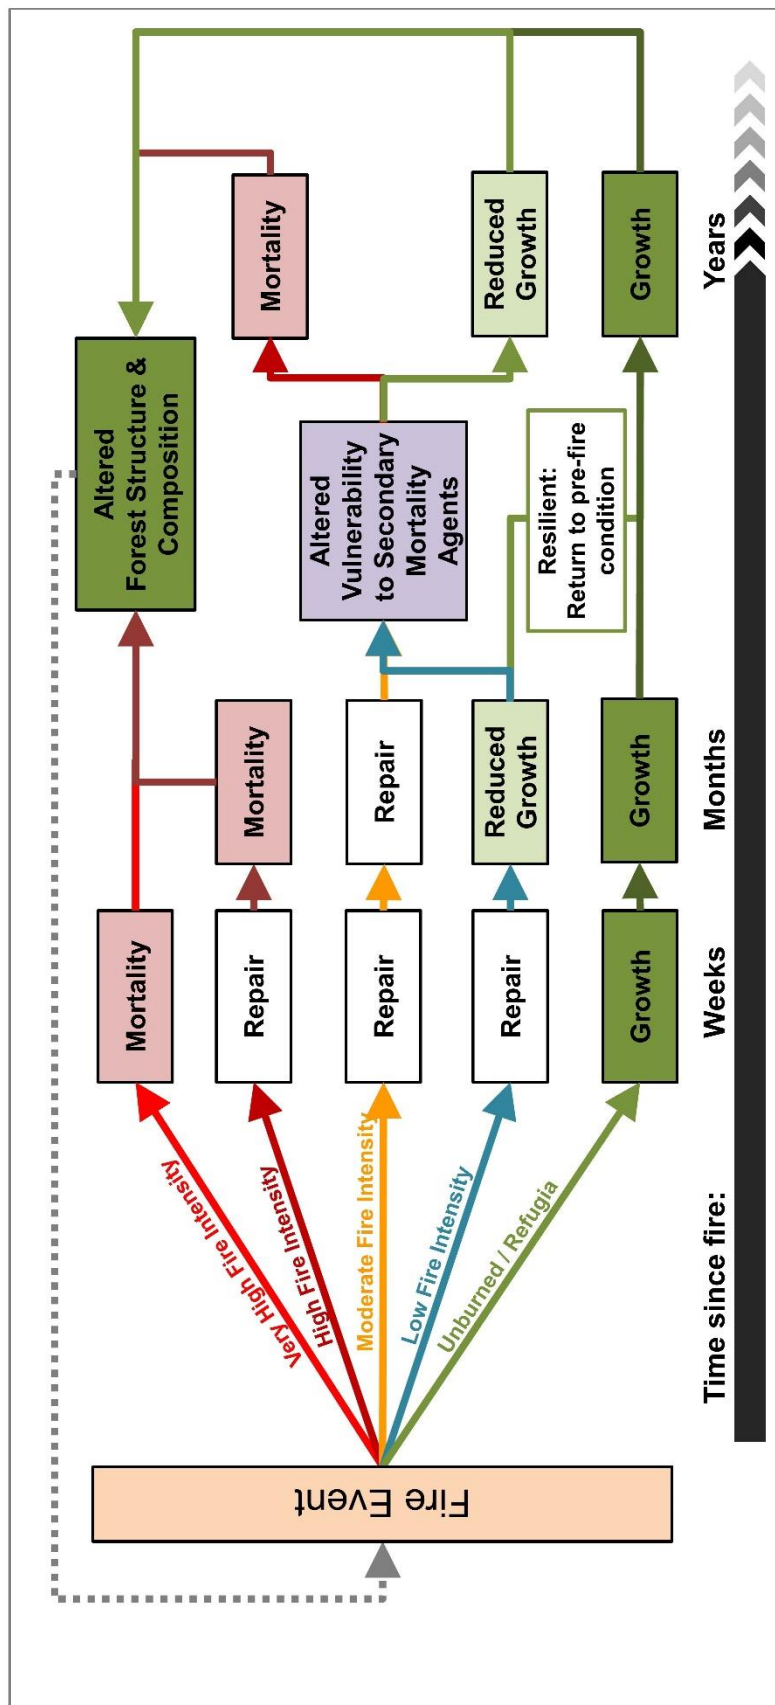 Fire Event
Very High Fire Intensity
High Fire Intensity
Moderate Fire Intensity
Low Fire Intensity
Unburned / Refugia
Mortality
Repair
Repair
Repair
Growth
Mortality
Repair
Reduced
Growth
Growth
Altered
Forest Structure &
Composition
Altered
Vulnerability
to Secondary
Mortality
Agents
Resilient:
Return to pre-fire
condition
Mortality
Reduced
Growth
Growth
Time since fire:
Weeks
Months
Years